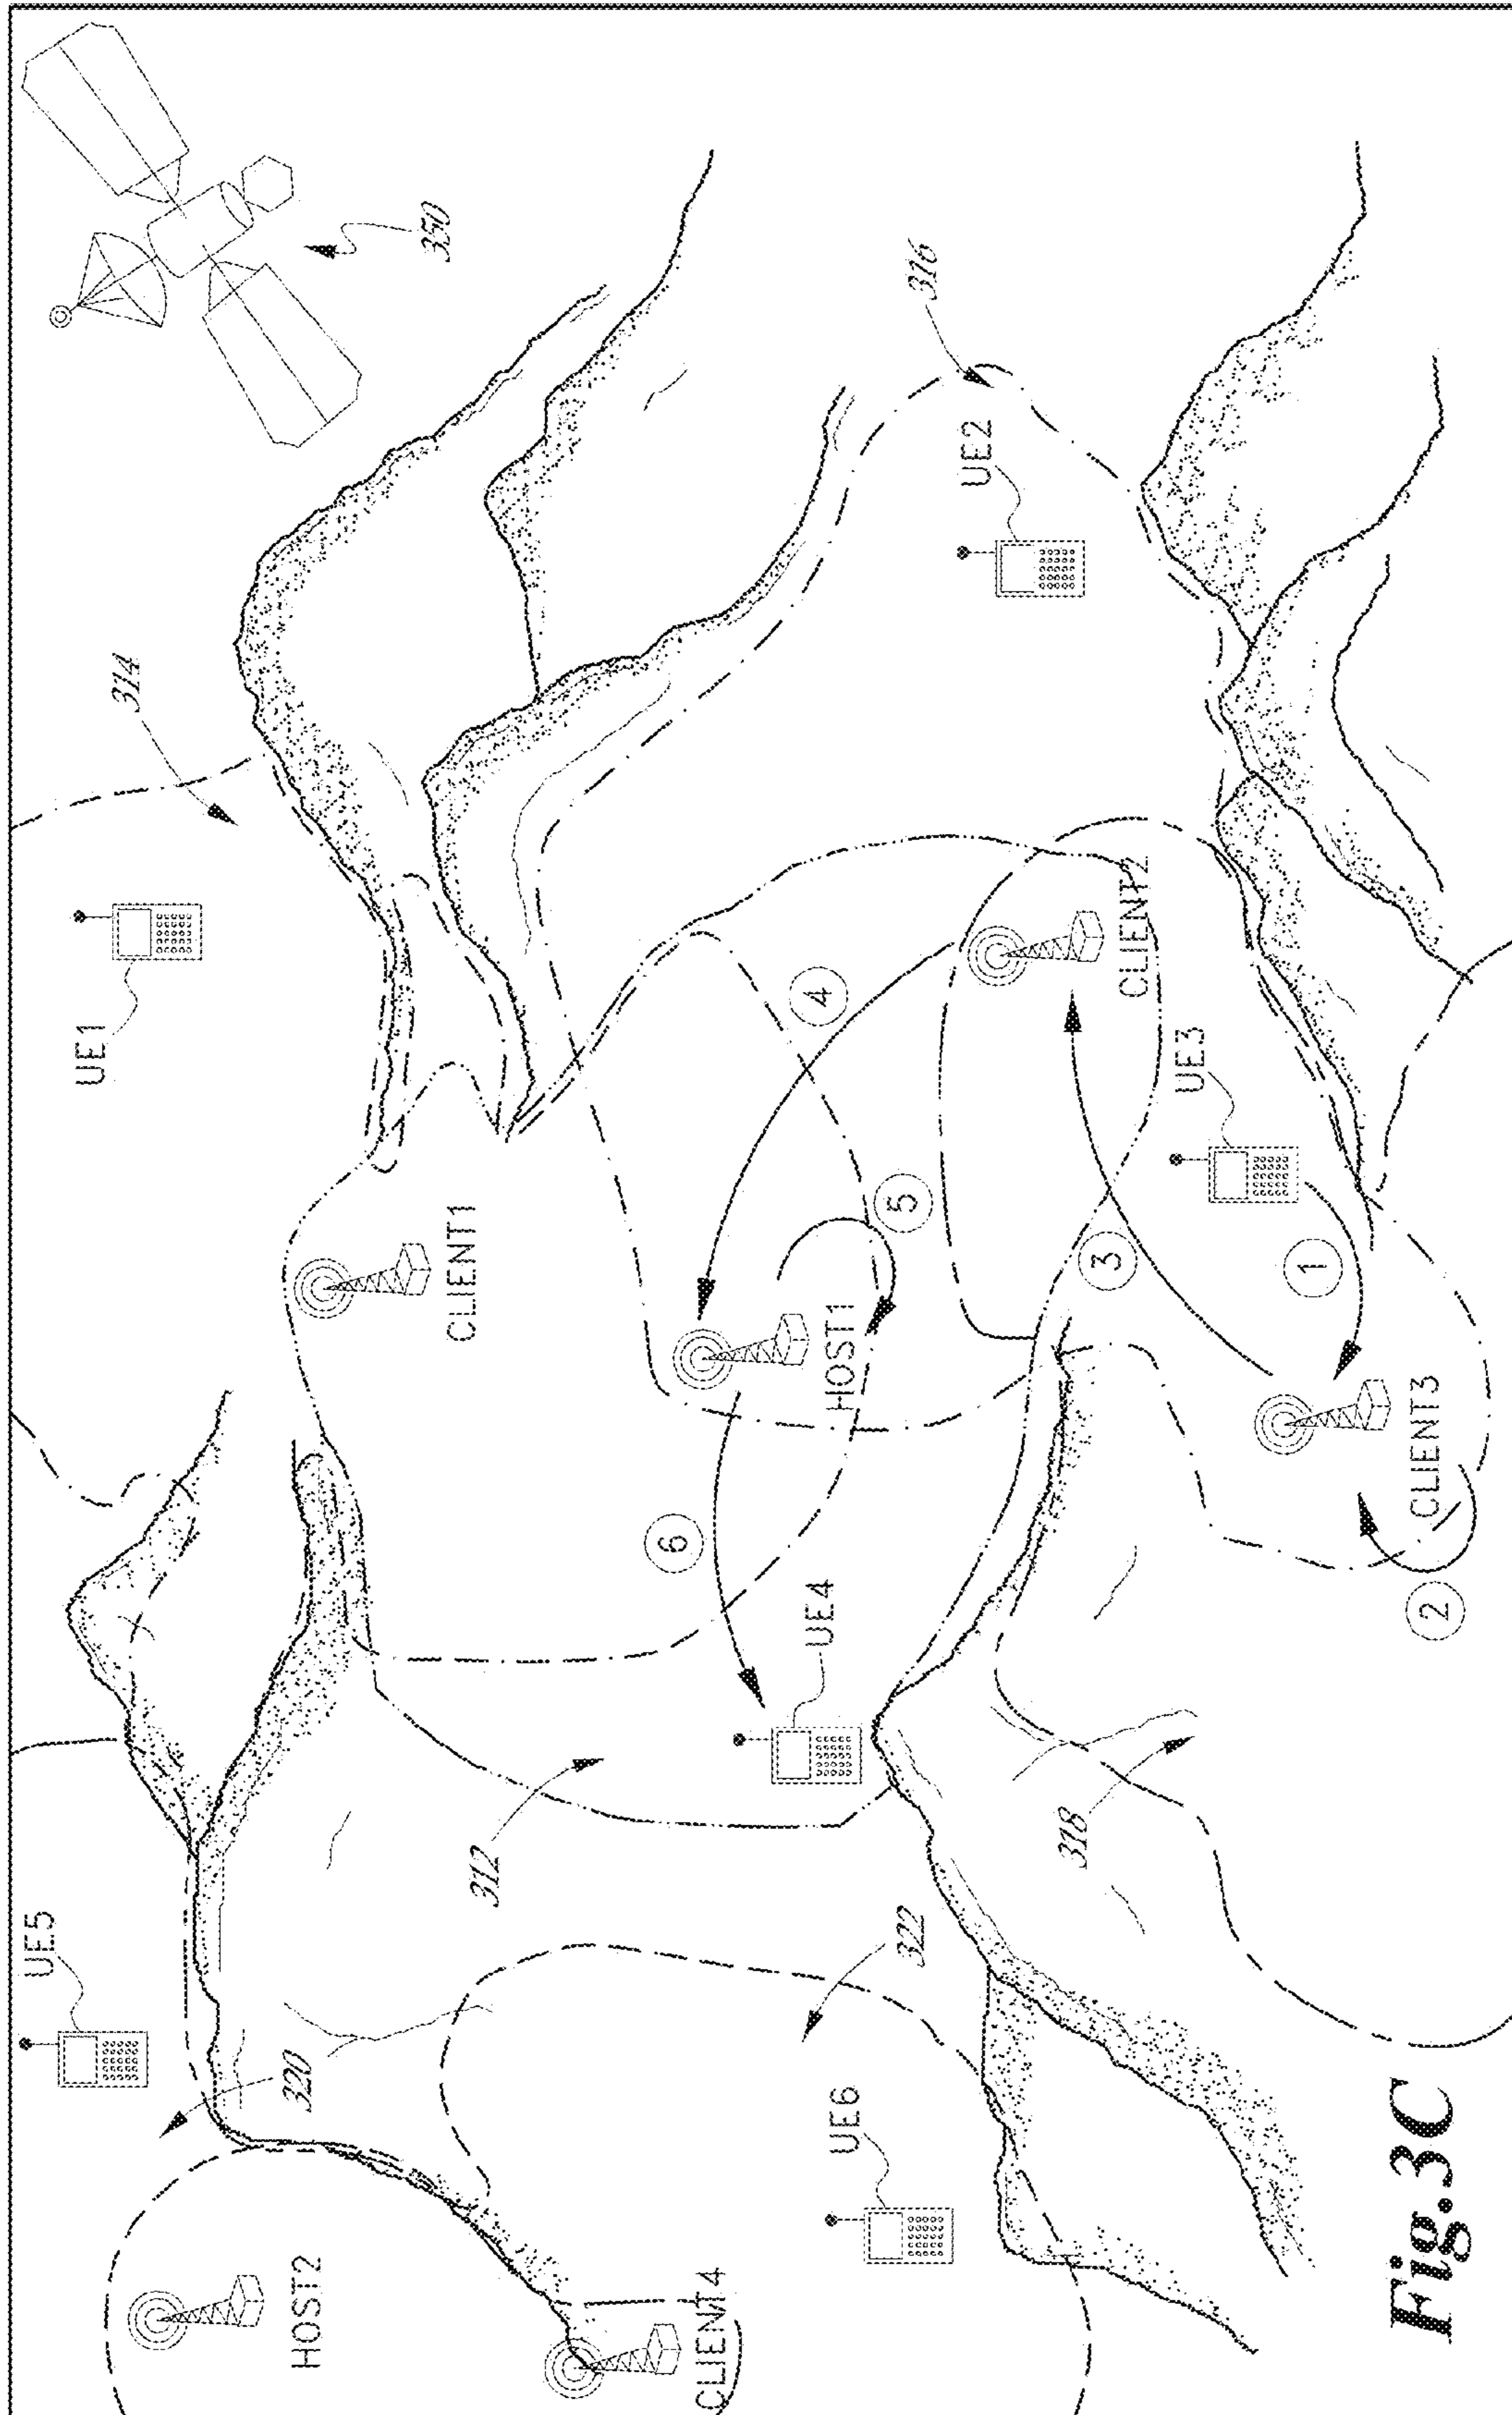 350
314
316
UE1
UE2
4
CLIENT2
UE3
CLIENT1
5
3
1
HOST1
CLIENT3
6
2
UE4
312
318
UE5
322
320
UE6
HOST2
CLIENT4
Fig.3C